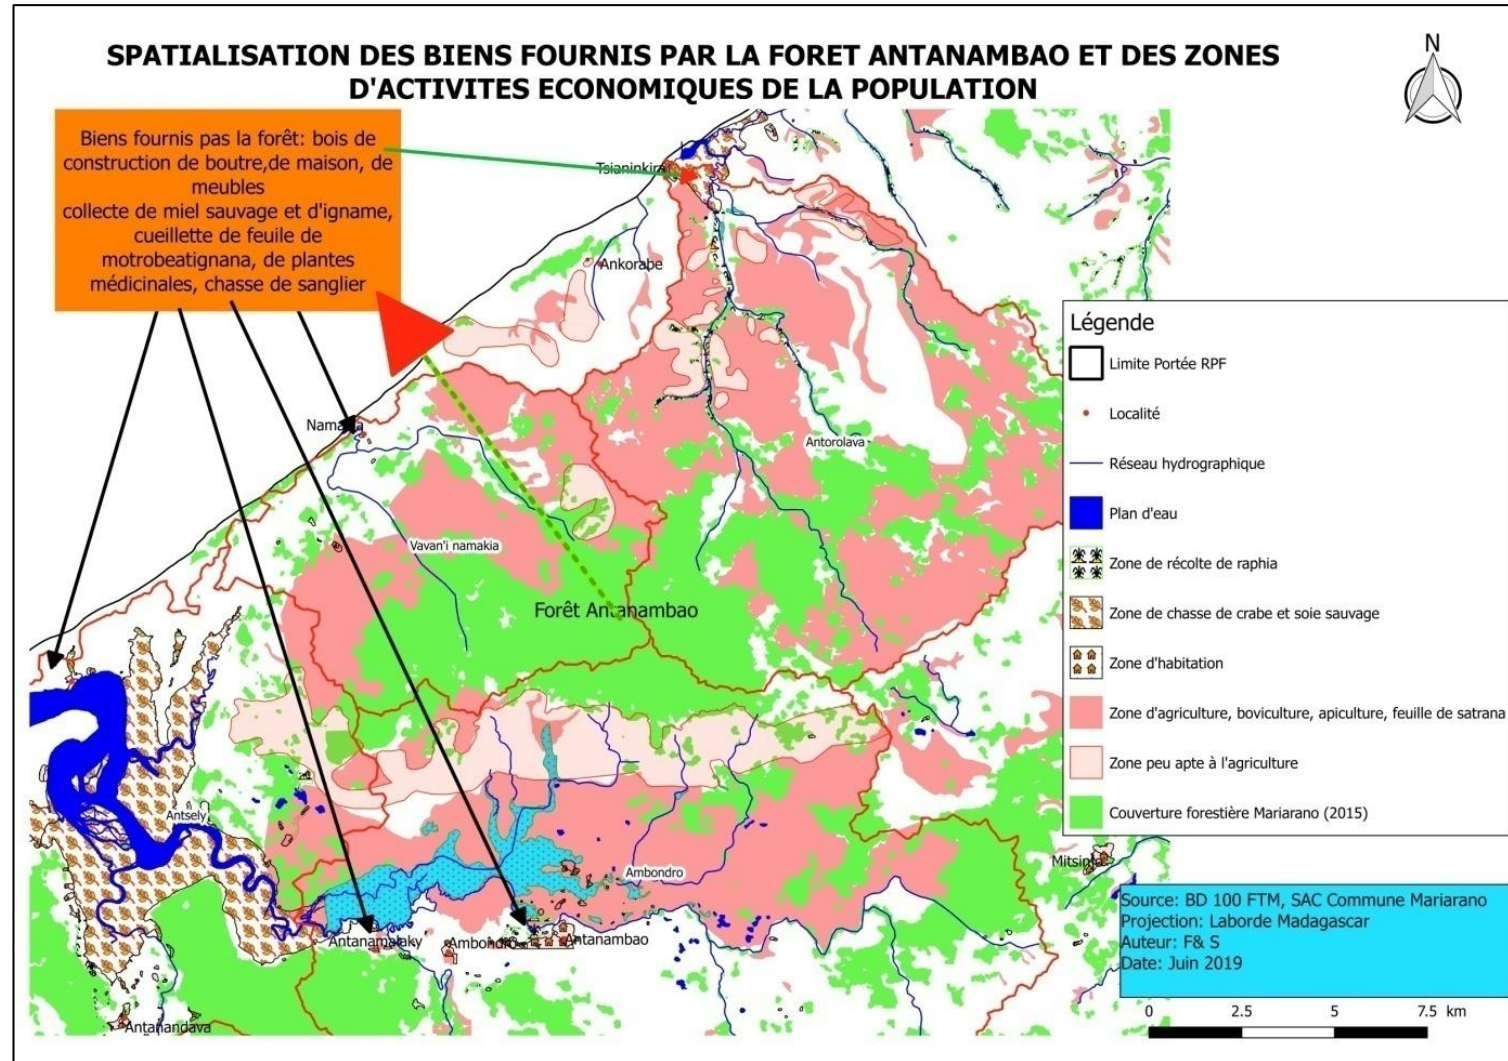 SPATIALISATION DES BIENS FOURNIS PAR LA FORET ANTANAMBAO ET DES ZONES
D'ACTIVITES ECONOMIQUES DE LA POPULATION
N
Biens fournis pas la forêt: bois de
construction de boutre,de maison, de
meubles
collecte de miel sauvage et d'igname,
cueillette de feuile de
motrobeatignana, de plantes
médicinales, chasse de sanglier
Tsianinkira
Ankorabe
Antorolava
Vavan'i namakia
Forêt Antanambao
Antsely
Ambondro
Mitsinjo
Antanamalaky
Ambondro
Antanambao
Antanandava
Légende
Limite Portée RPF
Localité
Réseau hydrographique
Plan d'eau
Zone de récolte de raphia
Zone de chasse de crabe et soie sauvage
Zone d'habitation
Zone d'agriculture, boviculture, apiculture, feuille de satrana
Zone peu apte à l'agriculture
Couverture forestière Mariarano (2015)
Source: BD 100 FTM, SAC Commune Mariarano
Projection: Laborde Madagascar
Auteur: F& S
Date: Juin 2019
0 2.5 5 7.5 km